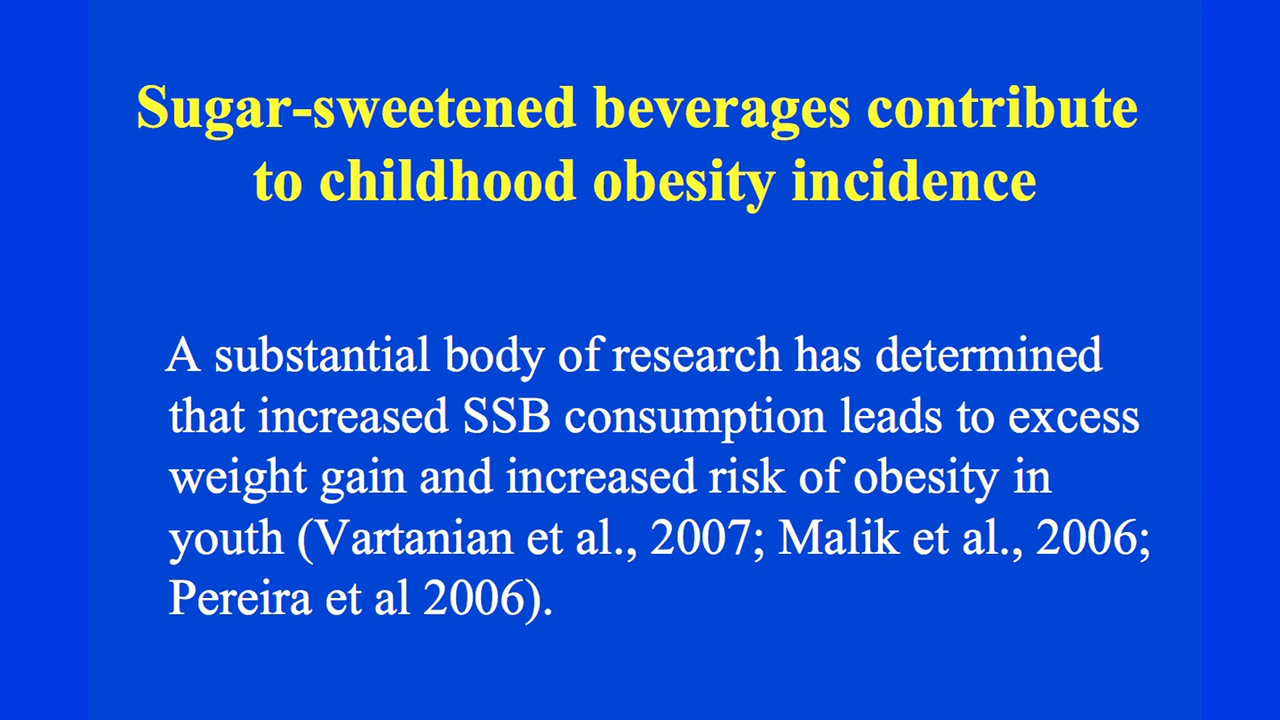 Sugar-sweetened beverages contribute
to childhood obesity incidence
A substantial body of research has determined
that increased SSB consumption leads to excess
weight gain and increased risk of obesity in
youth (Vartanian et al., 2007; Malik et al., 2006;
Pereira et al 2006).